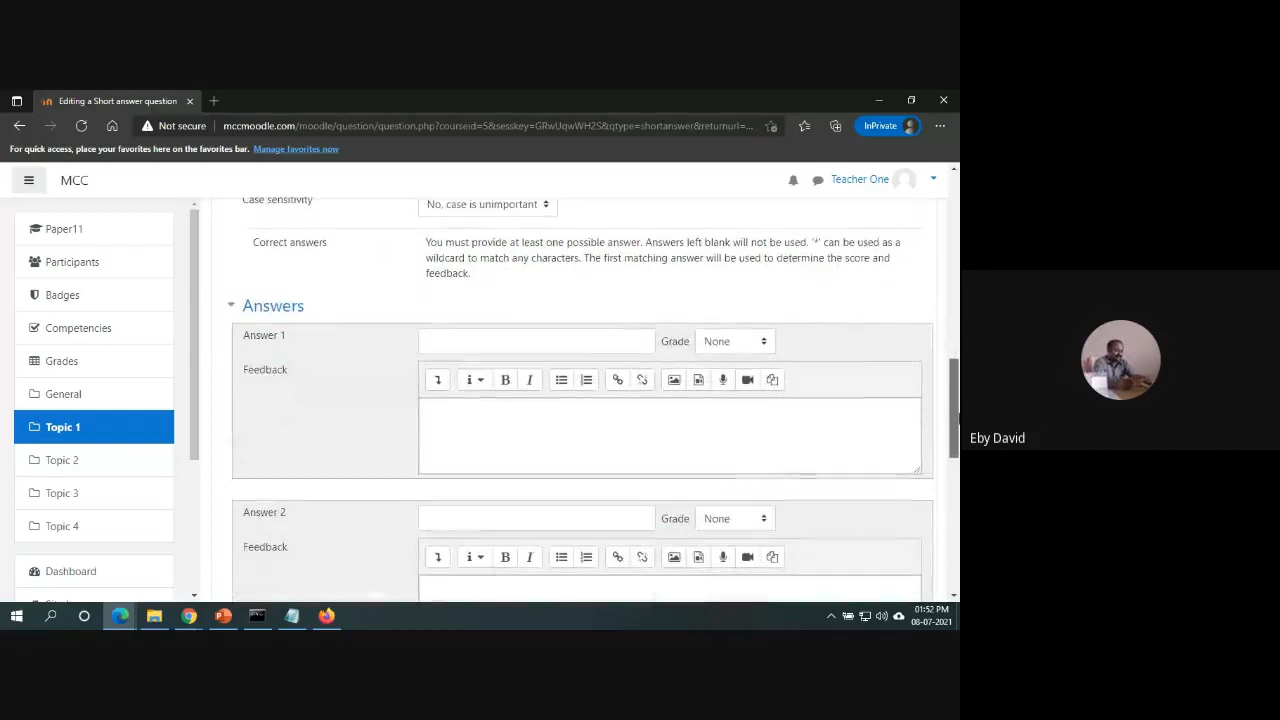 Editing a Short answer question
Not secure
mccmoodle.com/moodle/question/question.php?courseid=5&sesskey=GRwUqwWH2S&qtype=shortanswer&returnurl=...
InPrivate
For quick access, place your favorites here on the favorites bar. Manage favorites now
MCC
Teacher One
Paper11
Participants
Badges
Competencies
Grades
General
Topic 1
Topic 2
Topic 3
Topic 4
Dashboard
Case sensitivity
No, case is unimportant
Correct answers
You must provide at least one possible answer. Answers left blank will not be used. '*' can be used as a
wildcard to match any characters. The first matching answer will be used to determine the score and
feedback.
Answers
Answer 1
Grade
None
Feedback
B
I
Answer 2
Grade
None
Feedback
B
I
01:52 PM
08-07-2021
Eby David